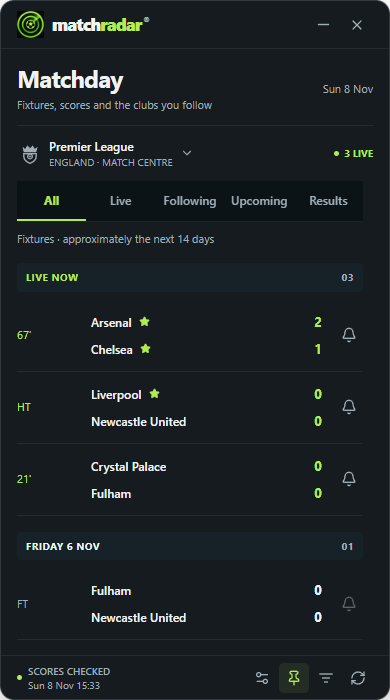 matchradar®
Matchday
Sun 8 Nov
Fixtures, scores and the clubs you follow
Premier League
ENGLAND · MATCH CENTRE
3 LIVE
All Live Following Upcoming Results
Fixtures · approximately the next 14 days
LIVE NOW 03
67'
Arsenal 2
Chelsea 1
HT
Liverpool 0
Newcastle United 0
21'
Crystal Palace 0
Fulham 0
FRIDAY 6 NOV 01
FT
Fulham 0
Newcastle United 0
SCORES CHECKED
Sun 8 Nov 15:33